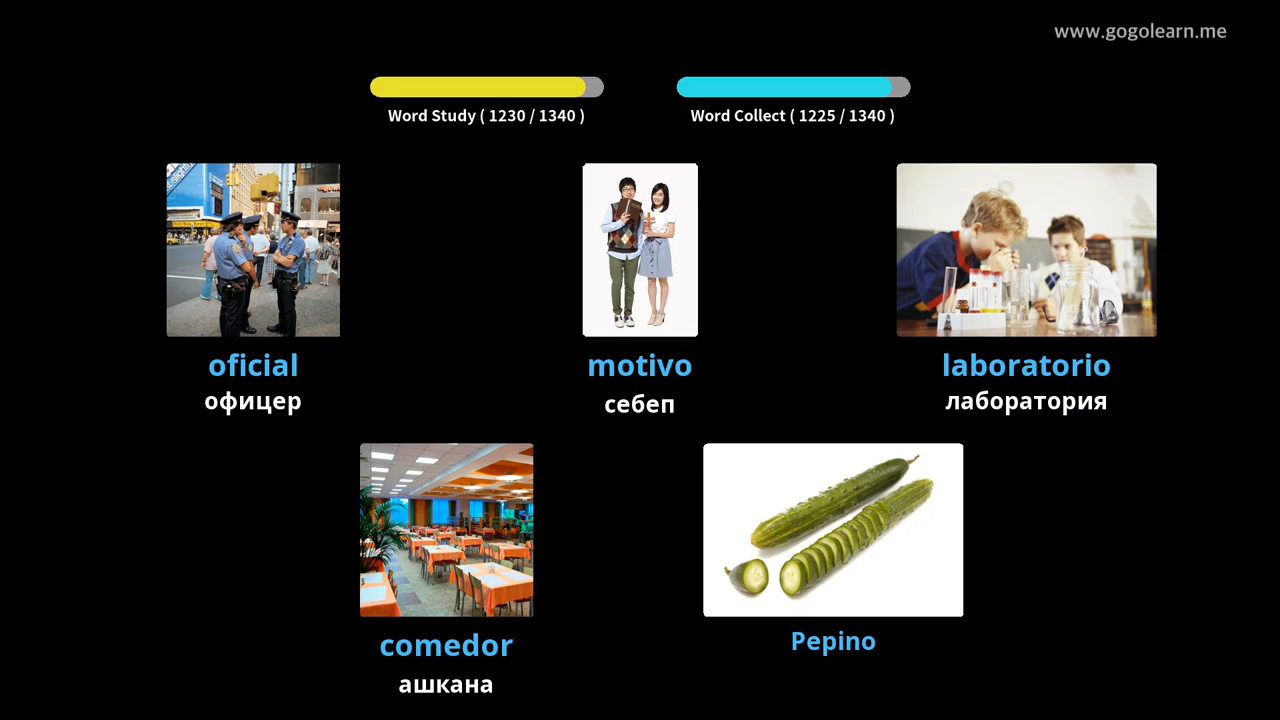 www.gogolearn.me
Word Study ( 1230 / 1340 )
Word Collect ( 1225 / 1340 )
oficial
офицер
motivo
себеп
laboratorio
лаборатория
comedor
ашкана
Pepino